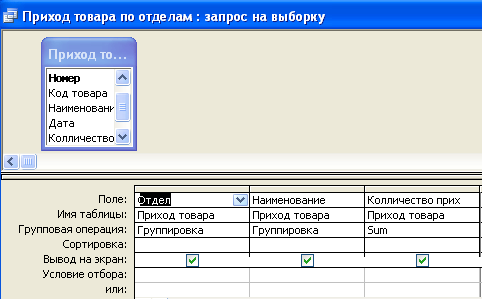 Приход товара по отделам : запрос на выборку
Приход то...
Номер
Код товара
Наименовани
Дата
Колличество
Поле: Отдел Наименование Колличество прих
Имя таблицы: Приход товара Приход товара Приход товара
Групповая операция: Группировка Группировка Sum
Сортировка:
Вывод на экран:
Условие отбора:
или: